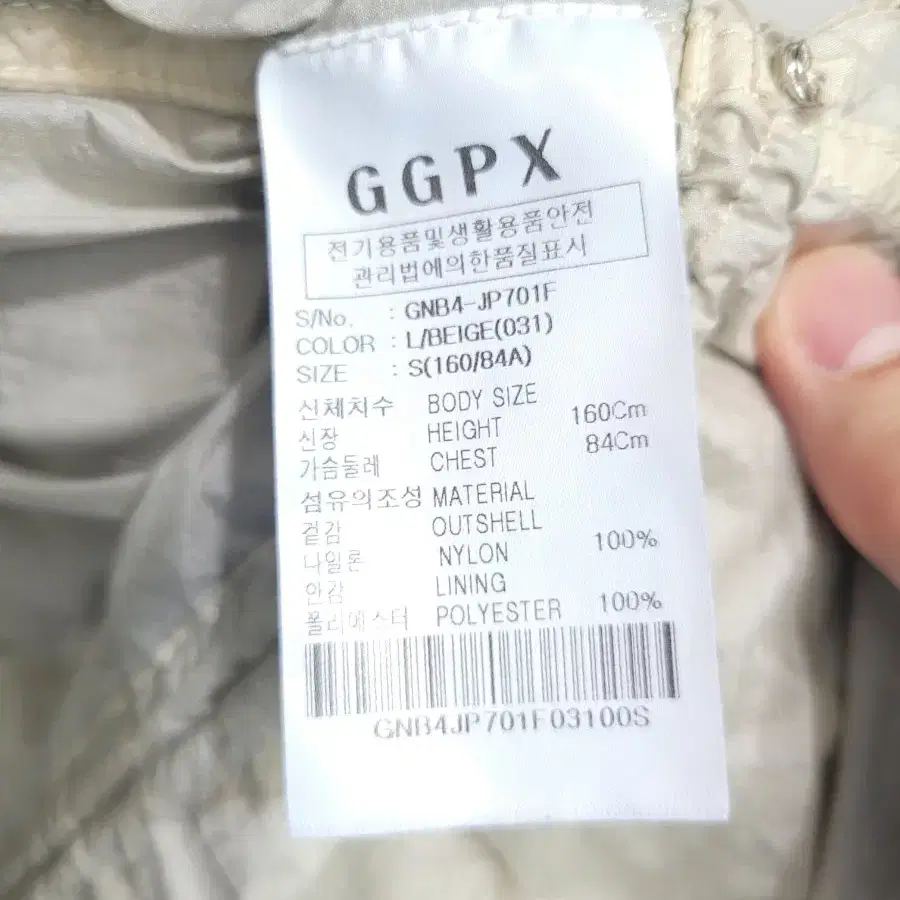 GGPX
전기용품및생활용품안전
관리법에의한품질표시
S/No. : GNB4-JP701F
COLOR : L/BEIGE(031)
SIZE : S(160/84A)
신체치수 BODY SIZE
신장 HEIGHT 160Cm
가슴둘레 CHEST 84Cm
섬유의조성 MATERIAL
겉감 OUTSHELL
나일론 NYLON 100%
안감 LINING
폴리에스터 POLYESTER 100%
GNB4JP701F03100S